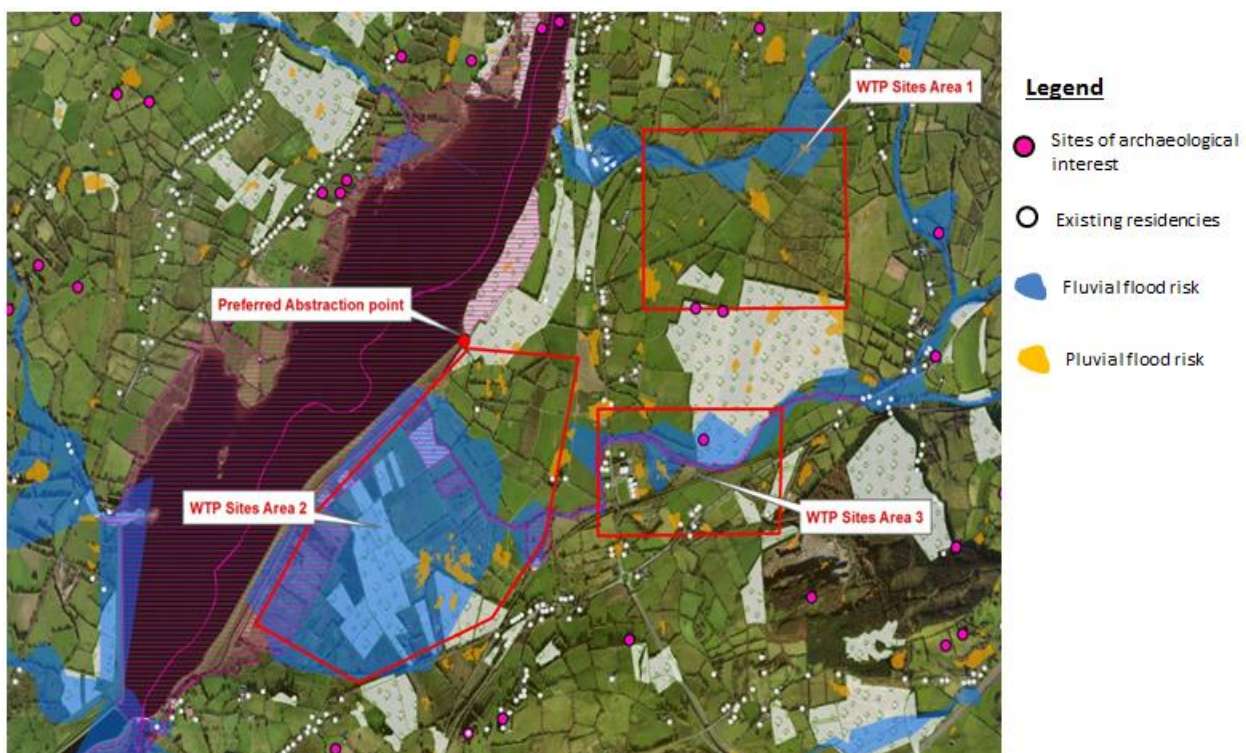 WTP Sites Area 1
Preferred Abstraction point
WTP Sites Area 2
WTP Sites Area 3
Legend
Sites of archaeological
interest
Existing residencies
Fluvial flood risk
Pluvial flood risk